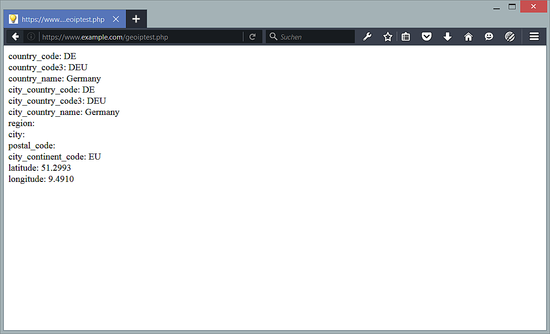 https://www....eoiptest.php
https://www.example.com/geoiptest.php
Suchen
country_code: DE
country_code3: DEU
country_name: Germany
city_country_code: DE
city_country_code3: DEU
city_country_name: Germany
region:
city:
postal_code:
city_continent_code: EU
latitude: 51.2993
longitude: 9.4910